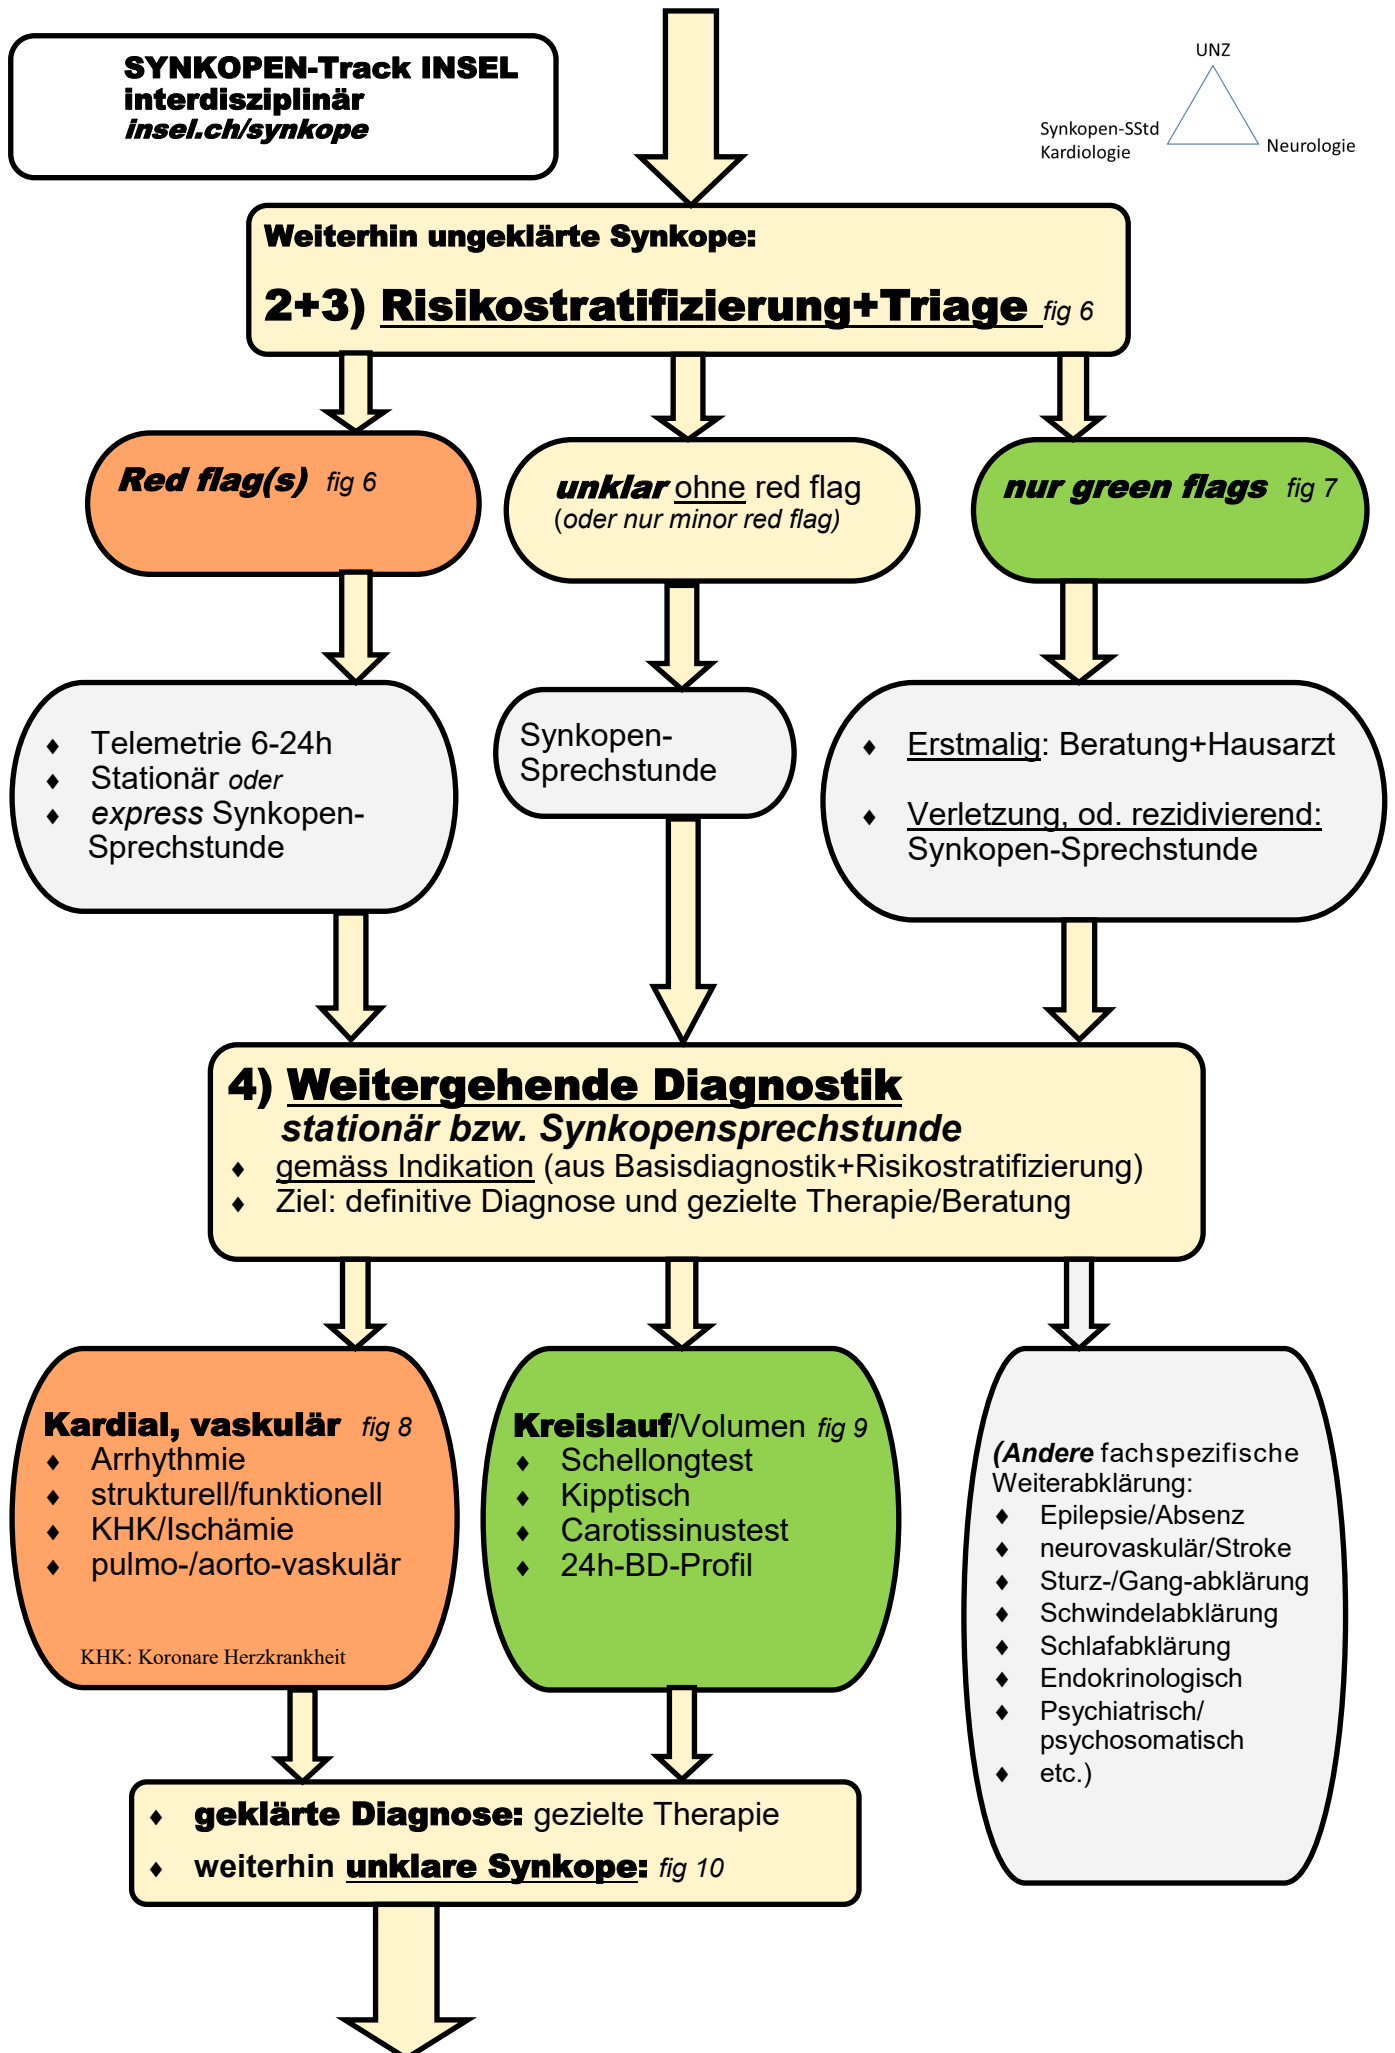 SYNKOPEN-Track INSEL
interdisziplinär
insel.ch/synkope
UNZ
Synkopen-SStd
Kardiologie
Neurologie
Weiterhin ungeklärte Synkope:
2+3) Risikostratifizierung+Triage fig 6
Red flag(s) fig 6
unklar ohne red flag
(oder nur minor red flag)
nur green flags fig 7
♦ Telemetrie 6-24h
♦ Stationär oder
♦ express Synkopen-
Sprechstunde
Synkopen-
Sprechstunde
♦ Erstmalig: Beratung+Hausarzt
♦ Verletzung, od. rezidivierend:
Synkopen-Sprechstunde
4) Weitergehende Diagnostik
stationär bzw. Synkopensprechstunde
♦ gemäss Indikation (aus Basisdiagnostik+Risikostratifizierung)
♦ Ziel: definitive Diagnose und gezielte Therapie/Beratung
Kardial, vaskulär fig 8
♦ Arrhythmie
♦ strukturell/funktionell
♦ KHK/Ischämie
♦ pulmo-/aorto-vaskulär
KHK: Koronare Herzkrankheit
Kreislauf/Volumen fig 9
♦ Schellongtest
♦ Kipptisch
♦ Carotissinustest
♦ 24h-BD-Profil
(Andere fachspezifische
Weiterabklärung:
♦ Epilepsie/Absenz
♦ neurovaskulär/Stroke
♦ Sturz-/Gang-abklärung
♦ Schwindelabklärung
♦ Schlafabklärung
♦ Endokrinologisch
♦ Psychiatrisch/
psychosomatisch
♦ etc.)
♦ geklärte Diagnose: gezielte Therapie
♦ weiterhin unklare Synkope: fig 10